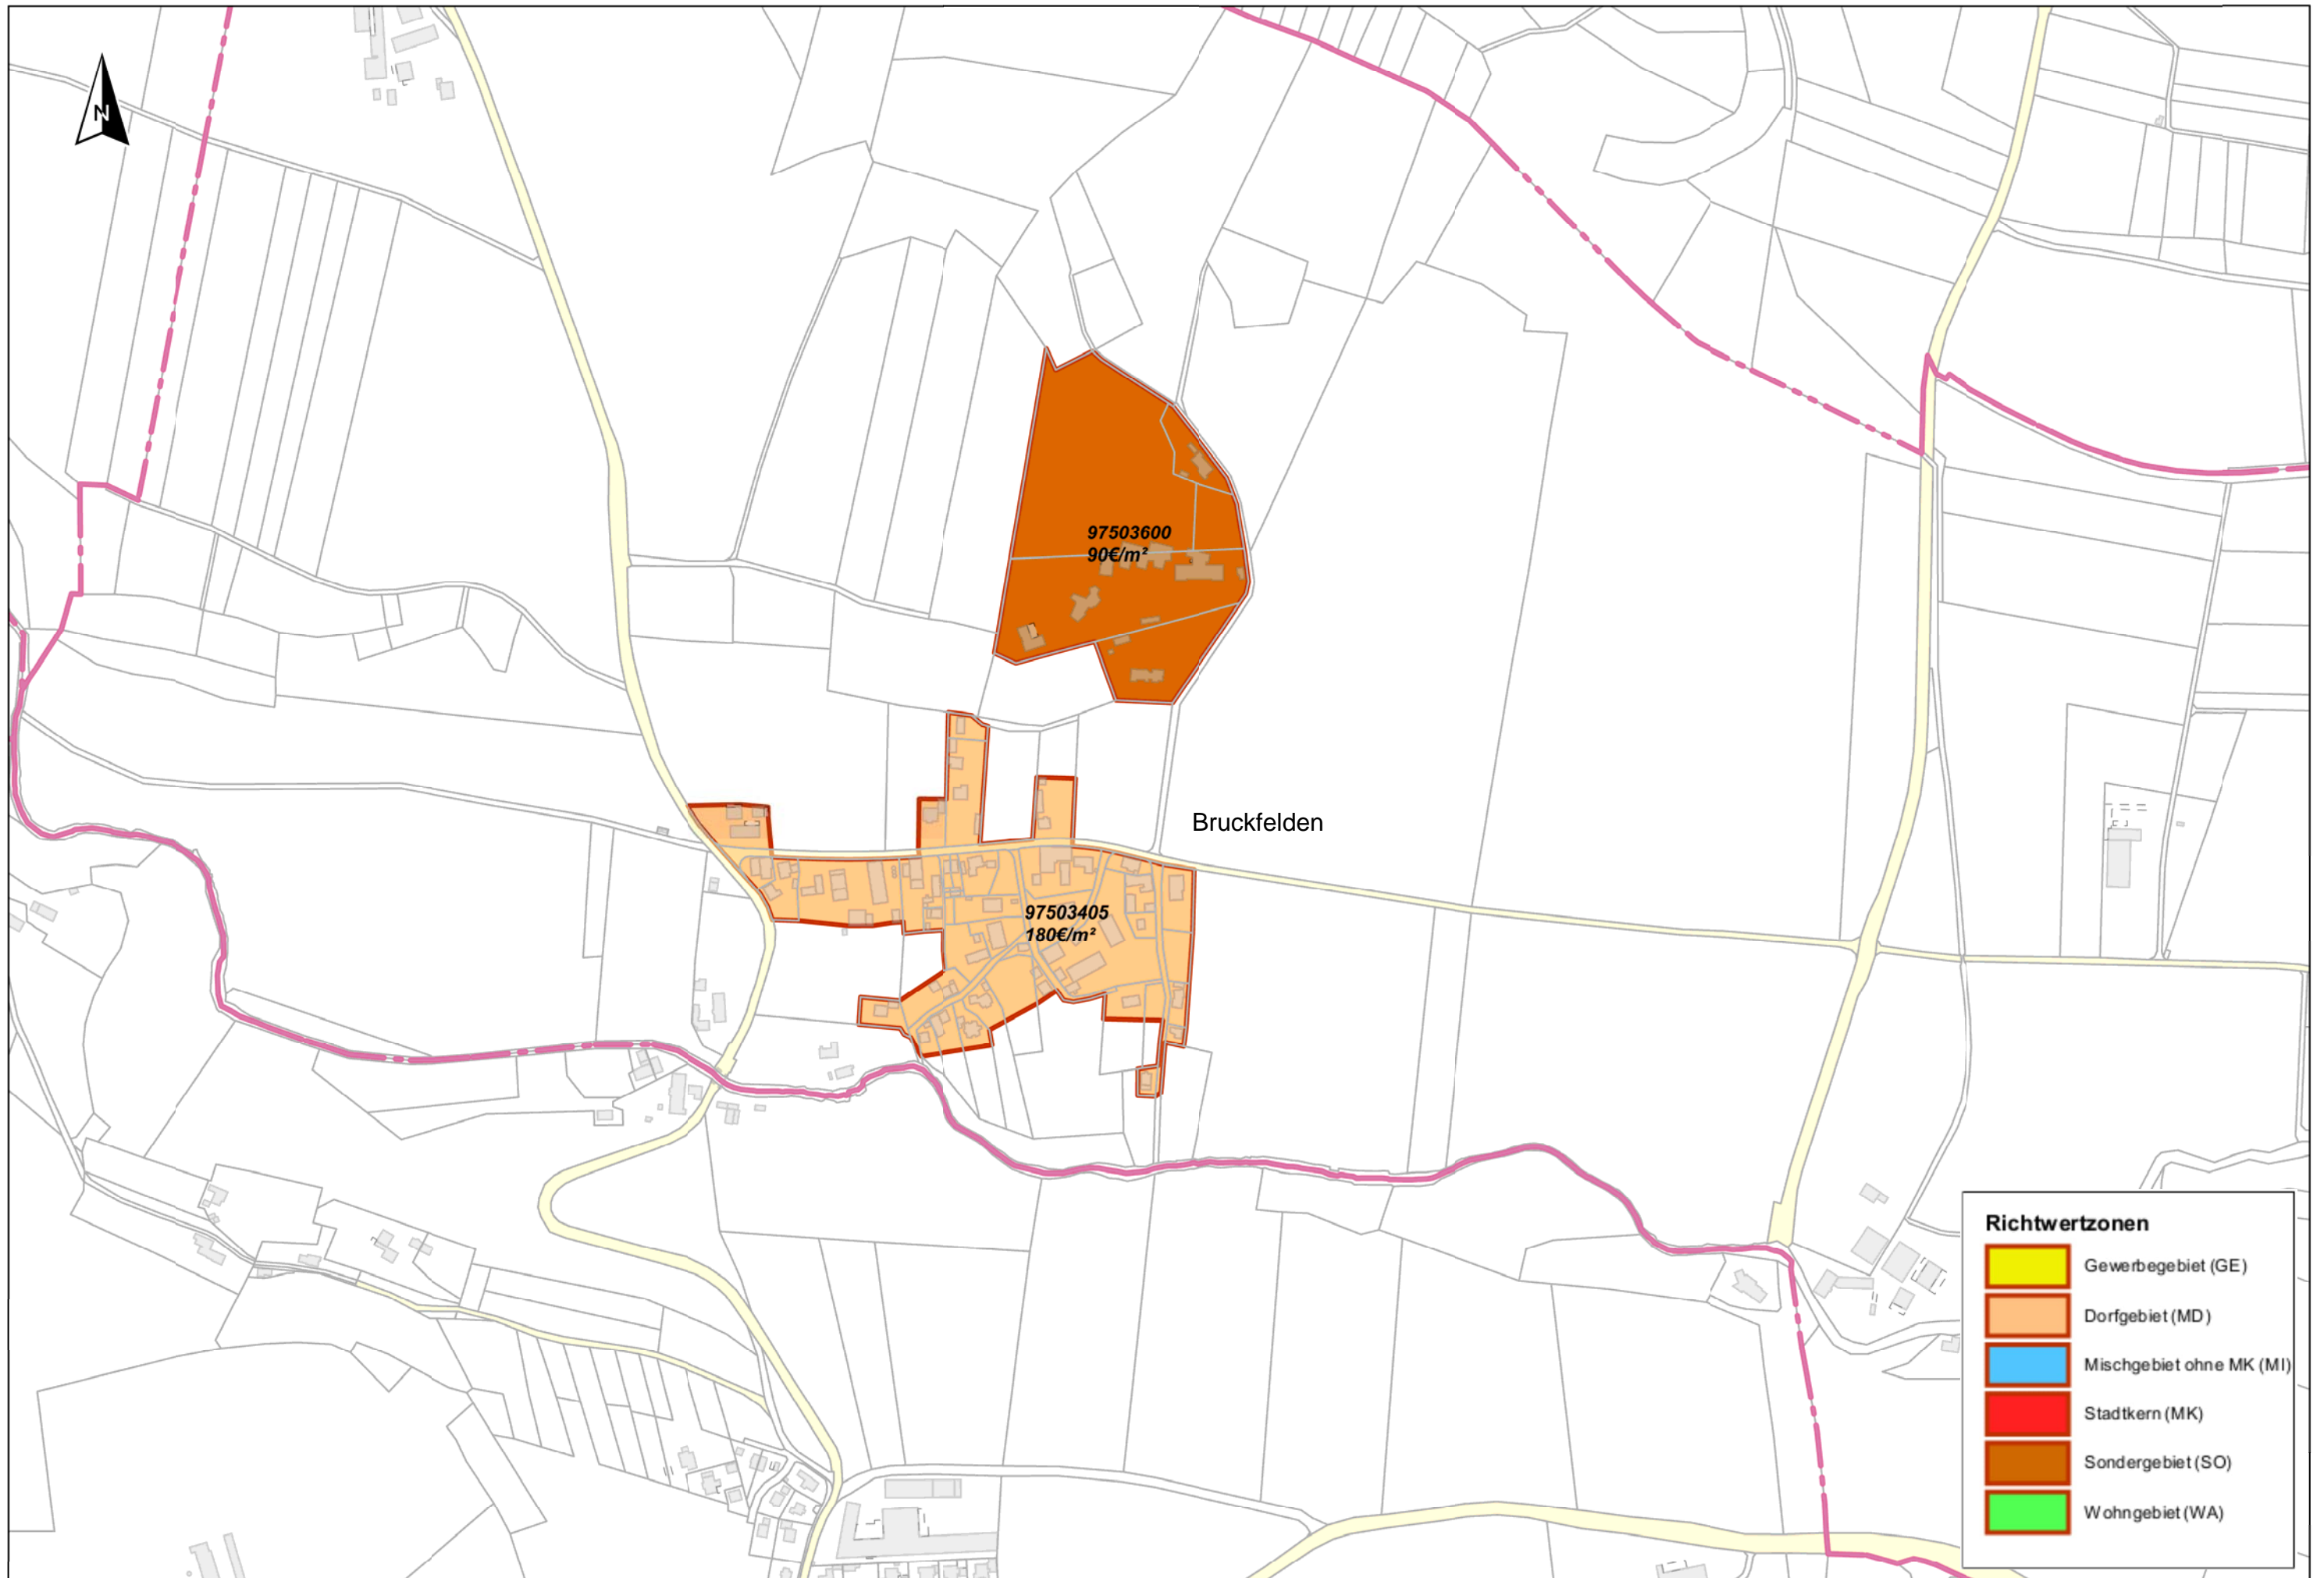 N
97503600
90€/m²
Bruckfelden
97503405
180€/m²
Richtwertzonen
Gewerbegebiet (GE)
Dorfgebiet (MD)
Mischgebiet ohne MK (MI)
Stadtkern (MK)
Sondergebiet (SO)
Wohngebiet (WA)